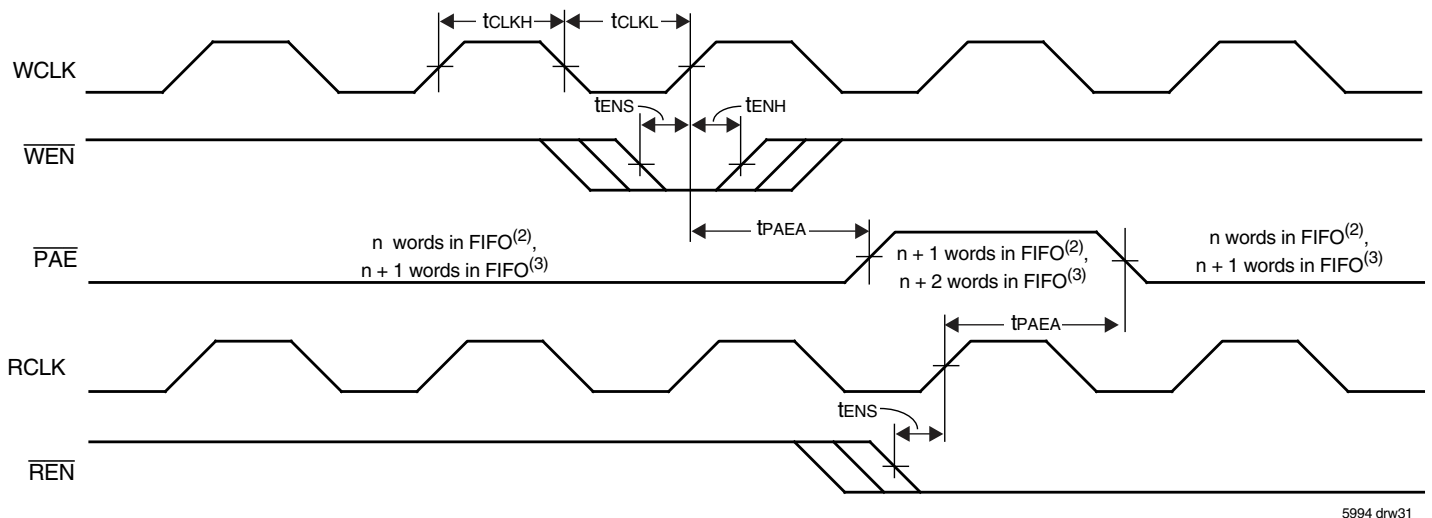 tCLKH tCLKL
WCLK
tENS tENH
WEN
tPAEA
PAE
n words in FIFO(2),
n + 1 words in FIFO(3)
n + 1 words in FIFO(2),
n + 2 words in FIFO(3)
n words in FIFO(2),
n + 1 words in FIFO(3)
tPAEA
RCLK
tENS
REN
5994 drw31